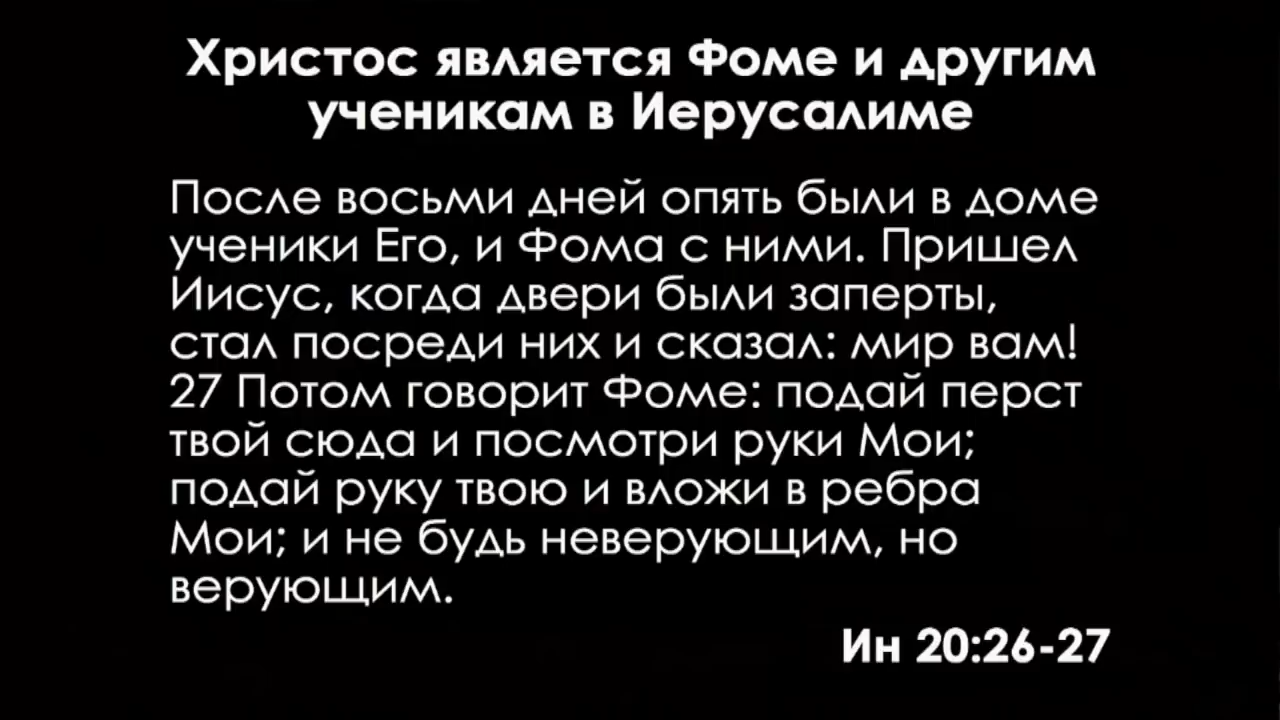 Христос является Фоме и другим
ученикам в Иерусалиме
После восьми дней опять были в доме
ученики Его, и Фома с ними. Пришел
Иисус, когда двери были заперты,
стал посреди них и сказал: мир вам!
27 Потом говорит Фоме: подай перст
твой сюда и посмотри руки Мои;
подай руку твою и вложи в ребра
Мои; и не будь неверующим, но
верующим.
Ин 20:26-27